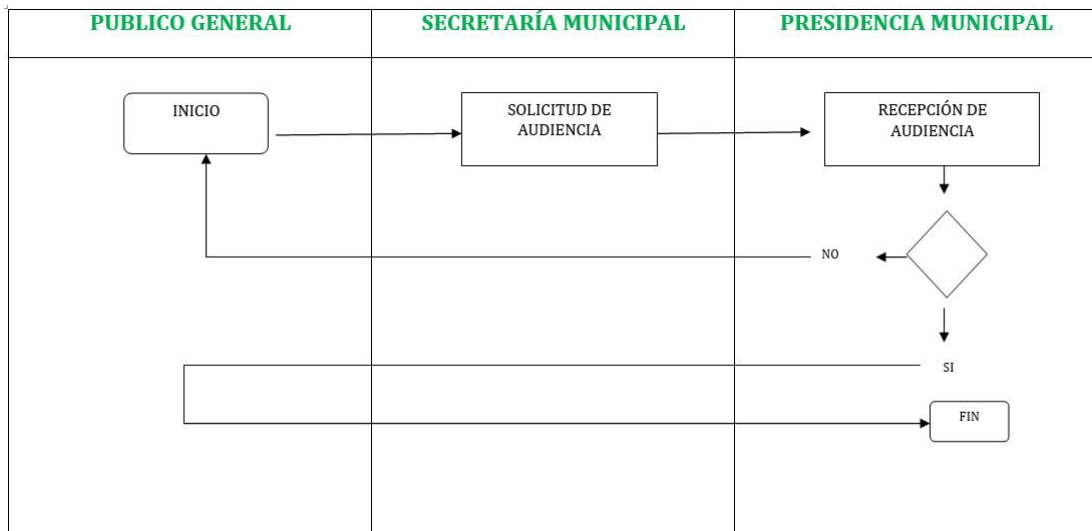 PUBLICO GENERAL
SECRETARÍA MUNICIPAL
PRESIDENCIA MUNICIPAL
INICIO
SOLICITUD DE
AUDIENCIA
RECEPCIÓN DE
AUDIENCIA
NO
SI
FIN